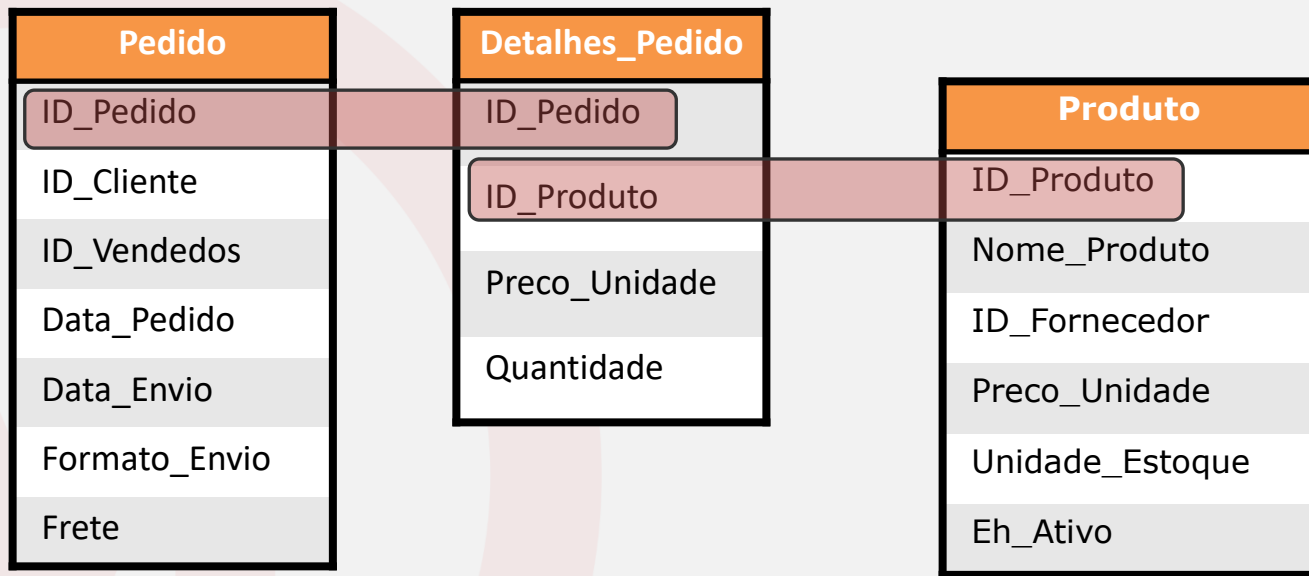 Pedido
ID_Pedido
ID_Cliente
ID_Vendedos
Data_Pedido
Data_Envio
Formato_Envio
Frete
Detalhes_Pedido
ID_Pedido
ID_Produto
Preco_Unidade
Quantidade
Produto
ID_Produto
Nome_Produto
ID_Fornecedor
Preco_Unidade
Unidade_Estoque
Eh_Ativo